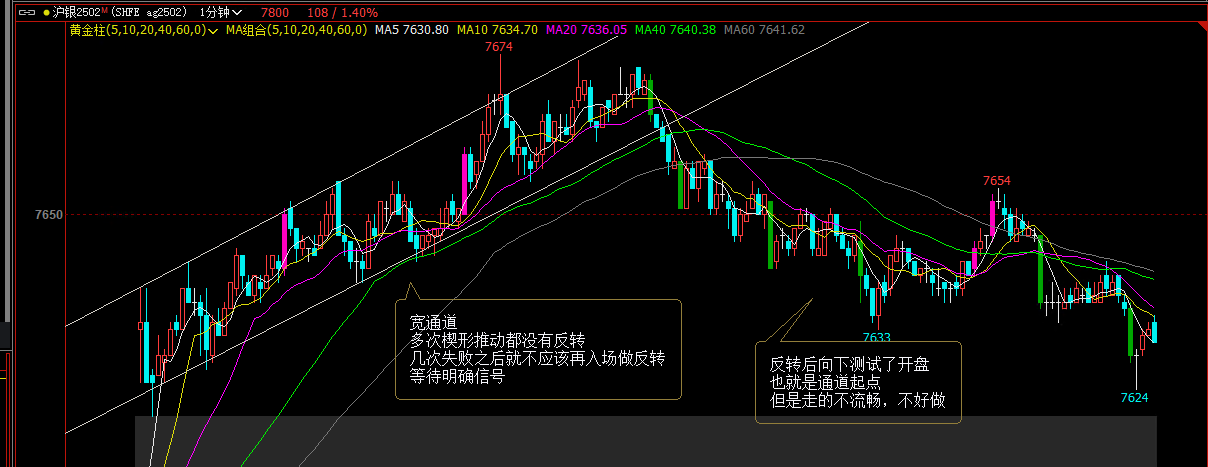 沪银2502ᴹ(SHFE ag2502) 1分钟 7800 108 / 1.40%
黄金柱(5,10,20,40,60,0) MA组合(5,10,20,40,60,0) MA5 7630.80 MA10 7634.70 MA20 7636.05 MA40 7640.38 MA60 7641.62
7674
7654
7650
宽通道
多次楔形推动都没有反转
几次失败之后就不应该再入场做反转
等待明确信号
7633
反转后向下测试了开盘
也就是通道起点
但是走的不流畅，不好做
7624